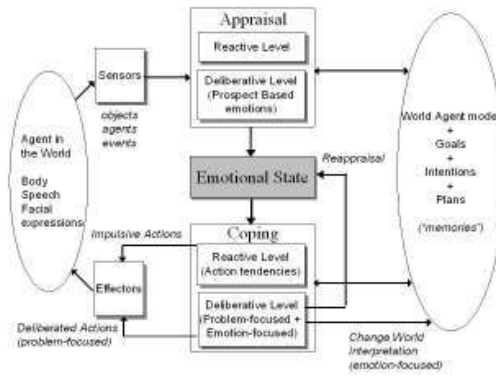 Appraisal
Reactive Level
Deliberative Level
(Prospect Based
emotions)
Sensors
objects
agents
events
Agent in
the World
Body
Speech
Facial
expressions
World Agent model
+
Goals
+
Intentions
+
Plans
("memories")
Emotional State
Reappraisal
Coping
Impulsive Actions
Reactive Level
(Action tendencies)
Effectors
Deliberative Level
(Problem-focused +
Emotion-focused)
Deliberated Actions
(problem-focused)
Change World
Interpretation
(emotion-focused)